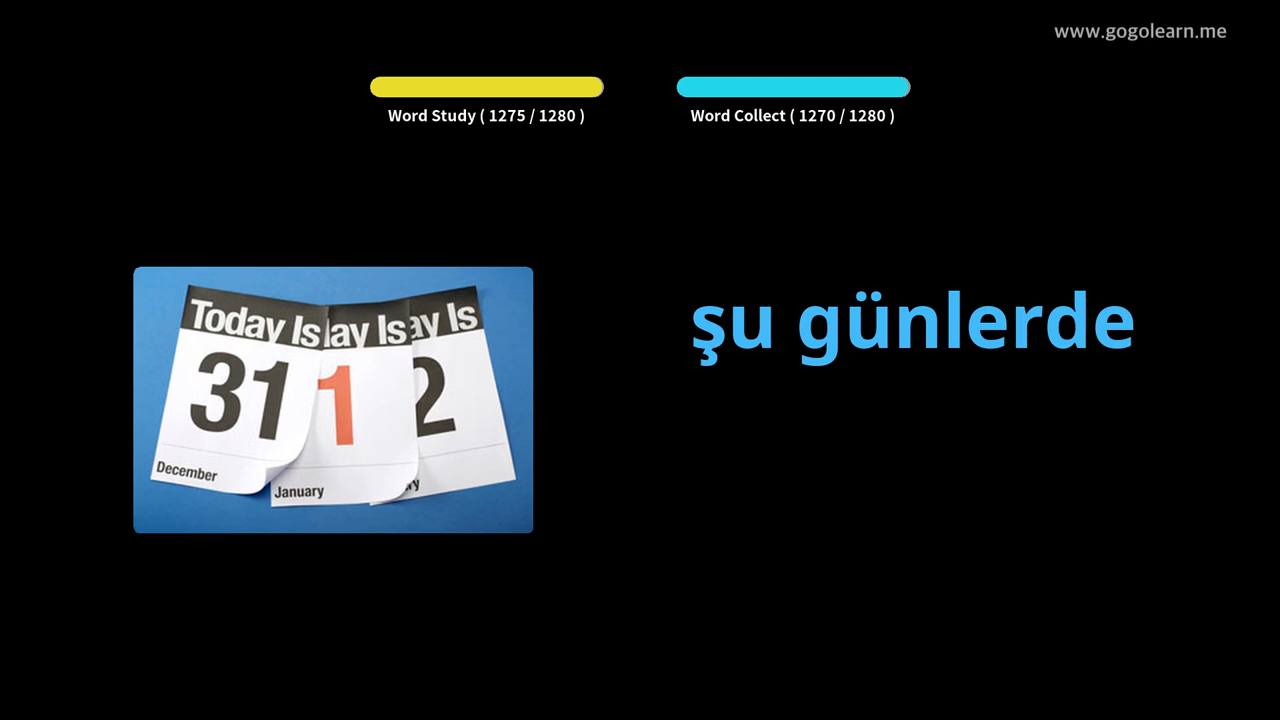 www.gogolearn.me
Word Study ( 1275 / 1280 )
Word Collect ( 1270 / 1280 )
şu günlerde
Today Is
lay Is
ay Is
31
1
2
December
January
ry